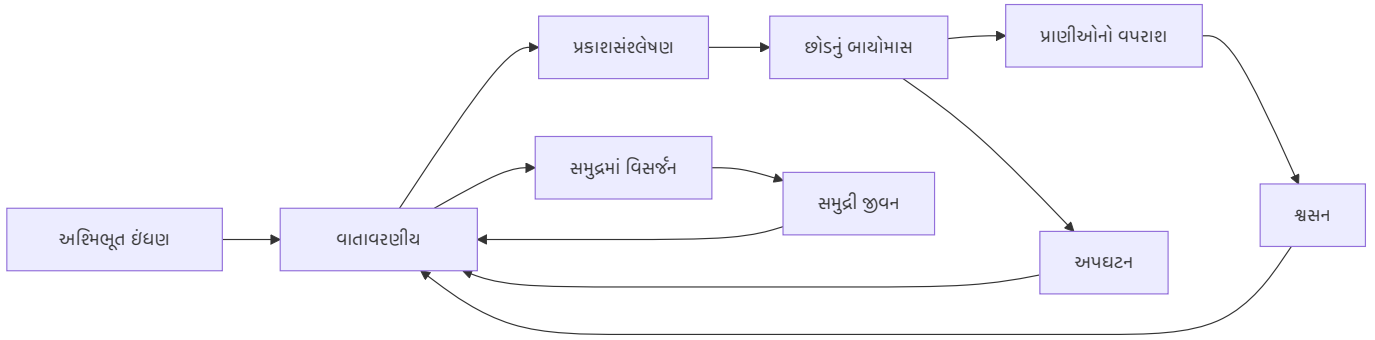 અશ્મિભૂત ઇંધણ
વાતાવરણીય
પ્રકાશસંશ્લેષણ
છોડનું બાયોમાસ
પ્રાણીઓનો વપરાશ
સમુદ્રમાં વિસર્જન
સમુદ્રી જીવન
અપઘટન
શ્વસન